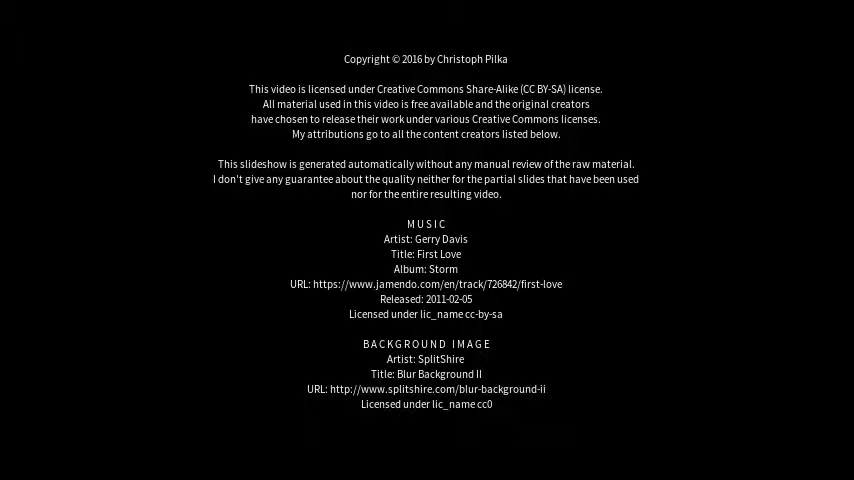 Copyright © 2016 by Christoph Pilka
This video is licensed under Creative Commons Share-Alike (CC BY-SA) license.
All material used in this video is free available and the original creators
have chosen to release their work under various Creative Commons licenses.
My attributions go to all the content creators listed below.
This slideshow is generated automatically without any manual review of the raw material.
I don't give any guarantee about the quality neither for the partial slides that have been used
nor for the entire resulting video.
M U S I C
Artist: Gerry Davis
Title: First Love
Album: Storm
URL: https://www.jamendo.com/en/track/726842/first-love
Released: 2011-02-05
Licensed under lic_name cc-by-sa
B A C K G R O U N D   I M A G E
Artist: SplitShire
Title: Blur Background II
URL: http://www.splitshire.com/blur-background-ii
Licensed under lic_name cc0